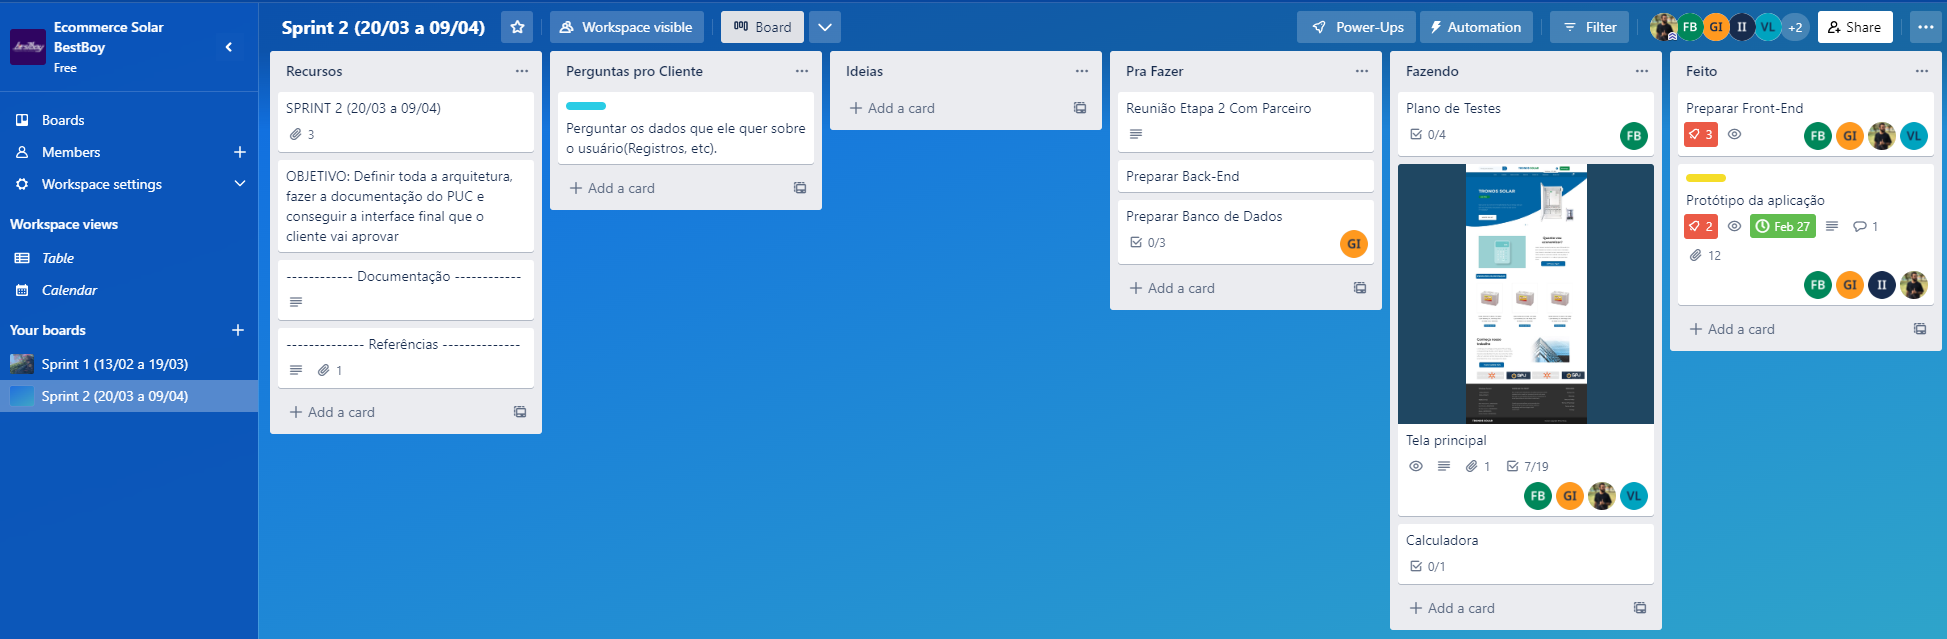 Ecommerce Solar
BestBoy
Free
Boards
Members
Workspace settings
Workspace views
Table
Calendar
Your boards
Sprint 1 (13/02 a 19/03)
Sprint 2 (20/03 a 09/04)
Sprint 2 (20/03 a 09/04)
Workspace visible
Board
Power-Ups
Automation
Filter
FB
GI
II
VL
+2
Share
Recursos
SPRINT 2 (20/03 a 09/04)
3
OBJETIVO: Definir toda a arquitetura,
fazer a documentação do PUC e
conseguir a interface final que o
cliente vai aprovar
------------ Documentação ------------
-------------- Referências --------------
1
Add a card
Perguntas pro Cliente
Perguntar os dados que ele quer sobre
o usuário(Registros, etc).
Add a card
Ideias
Add a card
Pra Fazer
Reunião Etapa 2 Com Parceiro
Preparar Back-End
Preparar Banco de Dados
0/3
GI
Add a card
Fazendo
Plano de Testes
0/4
FB
TRONOS SOLAR
Tela principal
1
7/19
FB
GI
VL
Calculadora
0/1
Add a card
Feito
Preparar Front-End
3
FB
GI
VL
Protótipo da aplicação
2
Feb 27
1
12
FB
GI
II
Add a card